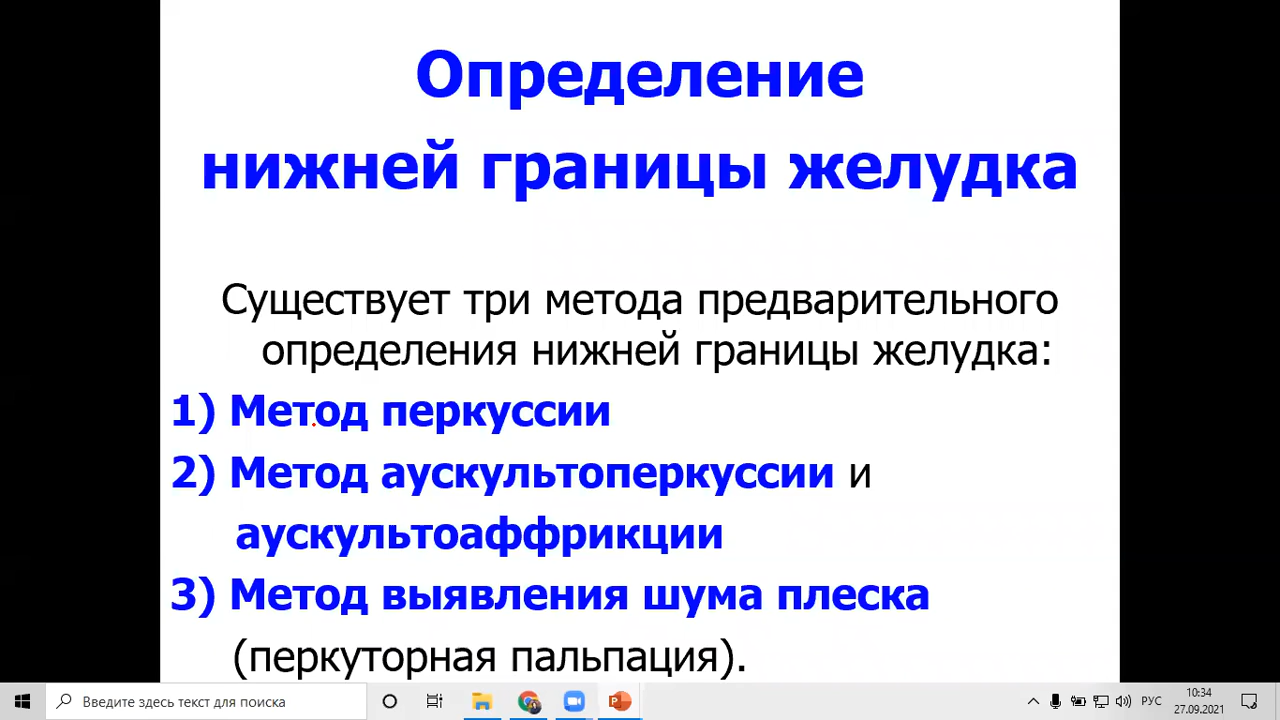 Определение
нижней границы желудка
Существует три метода предварительного
определения нижней границы желудка:
1) Метод перкуссии
2) Метод аускультоперкуссии и
аускультоаффрикции
3) Метод выявления шума плеска
(перкуторная пальпация).
Введите здесь текст для поиска
РУС
10:34
27.09.2021